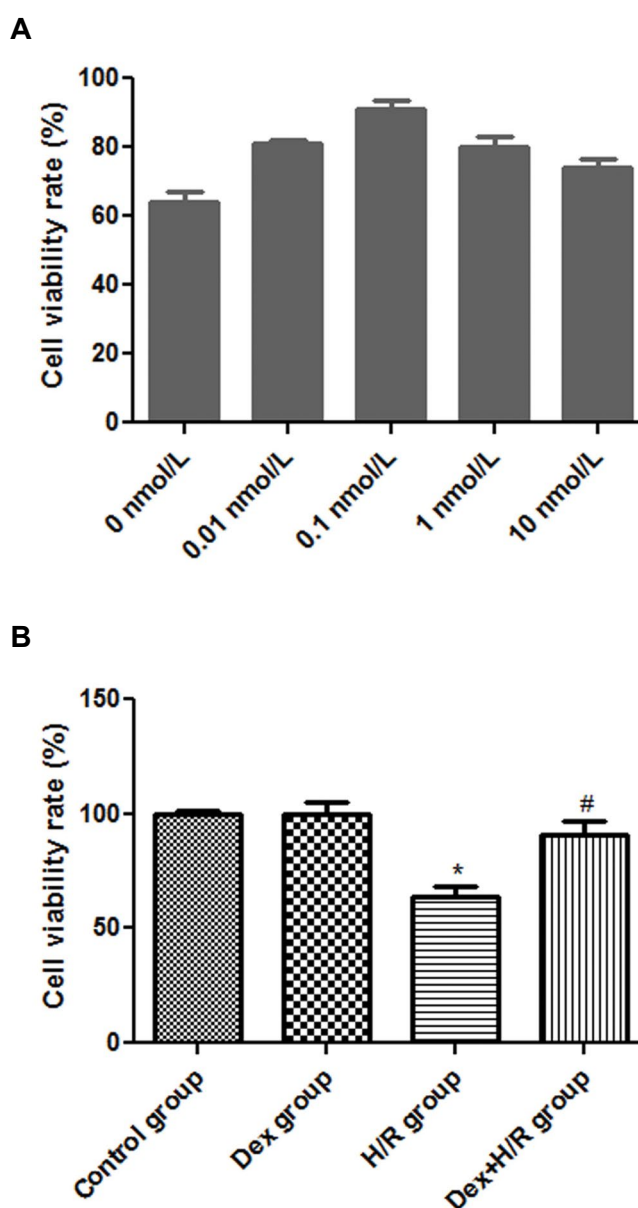 A
Cell viability rate (%)
100
80
60
40
20
0
0 nmol/L
0.01 nmol/L
0.1 nmol/L
1 nmol/L
10 nmol/L
B
Cell viability rate (%)
150
100
50
0
*
#
Control group
Dex group
H/R group
Dex+H/R group